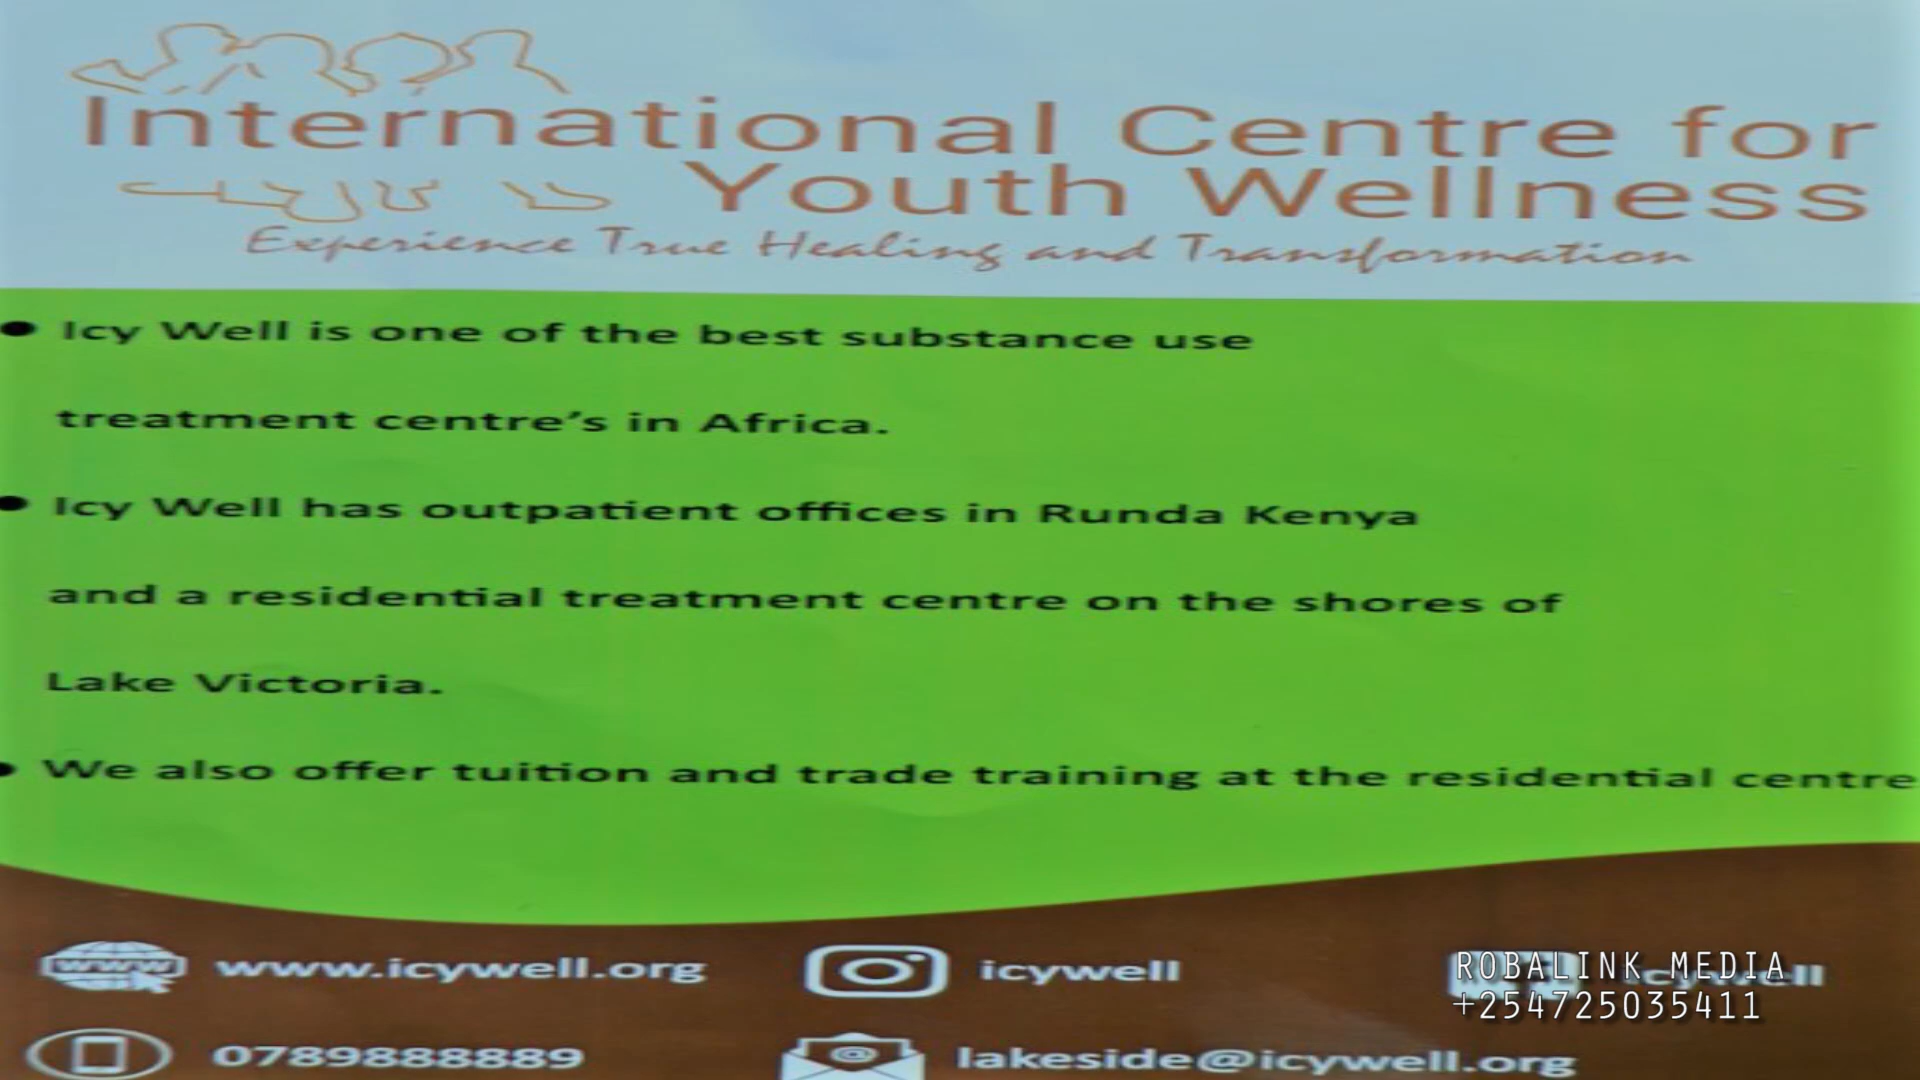 International Centre for
Youth Wellness
Experience True Healing and Transformation
• Icy Well is one of the best substance use
treatment centre's in Africa.
• Icy Well has outpatient offices in Runda Kenya
and a residential treatment centre on the shores of
Lake Victoria.
• We also offer tuition and trade training at the residential centre
www www.icywell.org
icywell
ROBALINK MEDIA
+254725035411
0789888889
@ lakeside@icywell.org